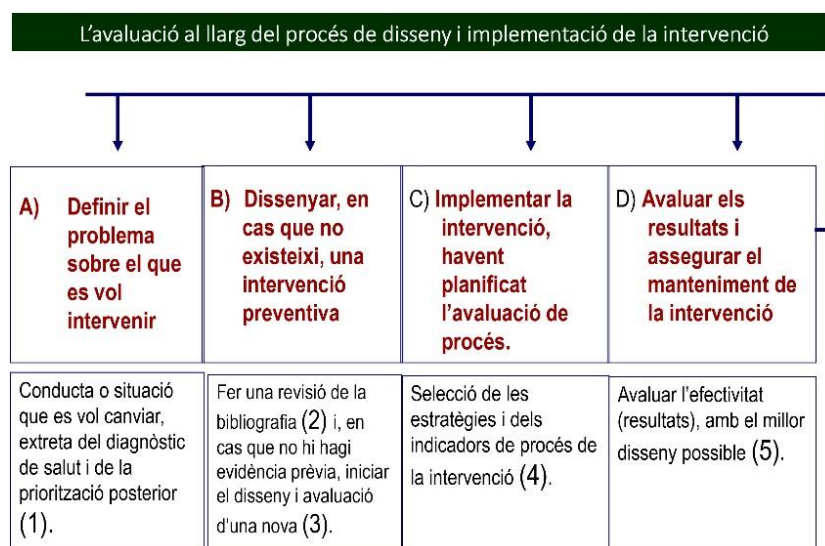 L’avaluació al llarg del procés de disseny i implementació de la intervenció
A) Definir el
problema
sobre el que
es vol
intervenir
B) Dissenyar, en
cas que no
existeixi, una
intervenció
preventiva
C) Implementar la
intervenció,
havent
planificat
l’avaluació de
procés.
D) Avaluar els
resultats i
assegurar el
manteniment de
la intervenció
Conducta o situació
que es vol canviar,
extreta del diagnòstic
de salut i de la
priorització posterior
(1).
Fer una revisió de la
bibliografia (2) i, en
cas que no hi hagi
evidència prèvia, iniciar
el disseny i avaluació
d’una nova (3).
Selecció de les
estratègies i dels
indicadors de procés de
la intervenció (4).
Avaluar l’efectivitat
(resultats), amb el millor
disseny possible (5).